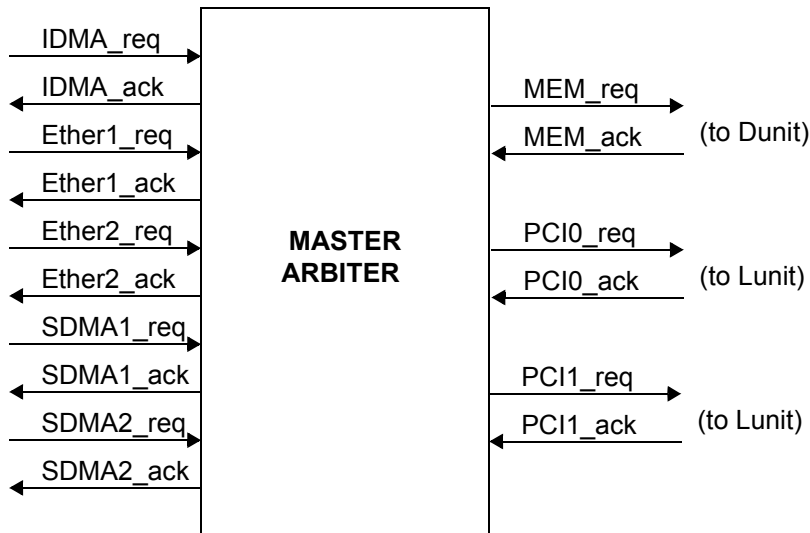 IDMA_req
IDMA_ack
Ether1_req
Ether1_ack
Ether2_req
Ether2_ack
SDMA1_req
SDMA1_ack
SDMA2_req
SDMA2_ack
MASTER
ARBITER
MEM_req
MEM_ack
(to Dunit)
PCI0_req
PCI0_ack
(to Lunit)
PCI1_req
PCI1_ack
(to Lunit)